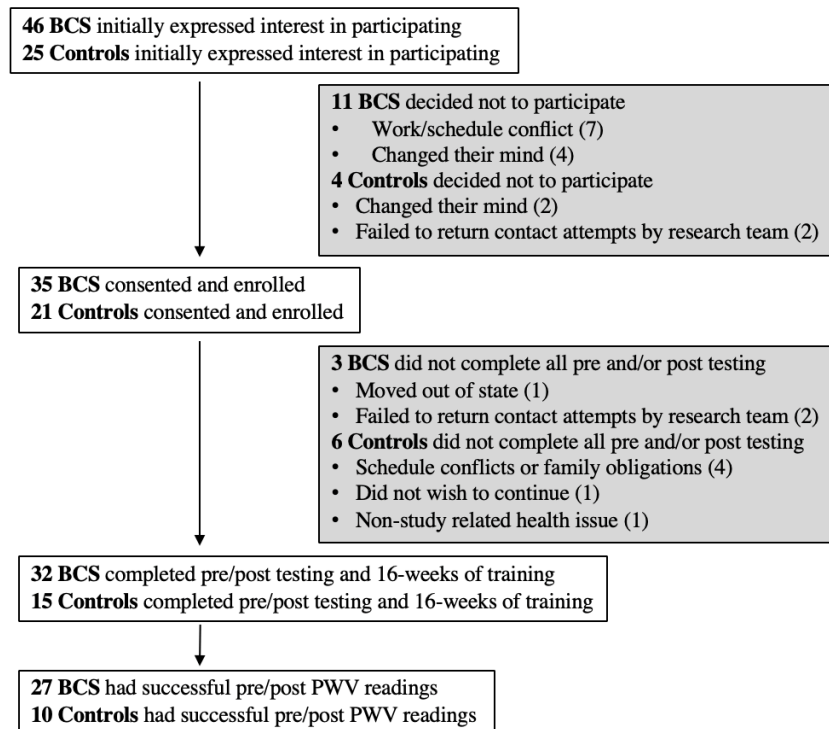 46 BCS initially expressed interest in participating
25 Controls initially expressed interest in participating
11 BCS decided not to participate
• Work/schedule conflict (7)
• Changed their mind (4)
4 Controls decided not to participate
• Changed their mind (2)
• Failed to return contact attempts by research team (2)
35 BCS consented and enrolled
21 Controls consented and enrolled
3 BCS did not complete all pre and/or post testing
• Moved out of state (1)
• Failed to return contact attempts by research team (2)
6 Controls did not complete all pre and/or post testing
• Schedule conflicts or family obligations (4)
• Did not wish to continue (1)
• Non-study related health issue (1)
32 BCS completed pre/post testing and 16-weeks of training
15 Controls completed pre/post testing and 16-weeks of training
27 BCS had successful pre/post PWV readings
10 Controls had successful pre/post PWV readings